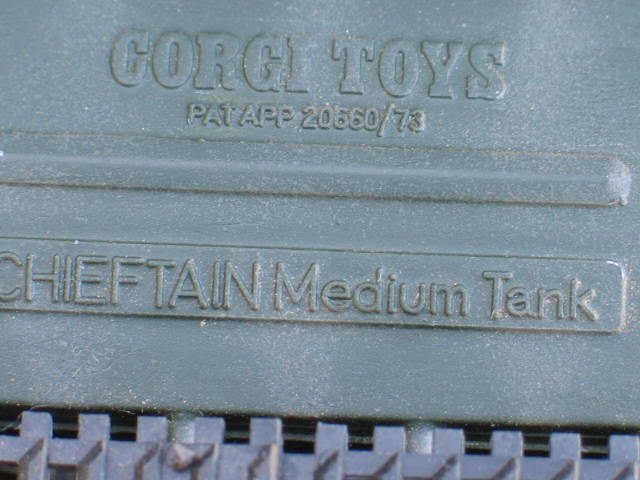 CORGI TOYS
PAT APP 20560/73
CHIEFTAIN Medium Tank